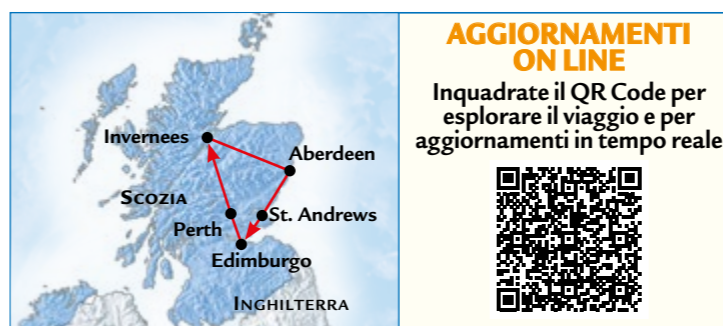 Invernees
Aberdeen
SCOZIA
St. Andrews
Perth
Edimburgo
INGHILTERRA
AGGIORNAMENTI
ON LINE
Inquadrate il QR Code per
esplorare il viaggio e per
aggiornamenti in tempo reale